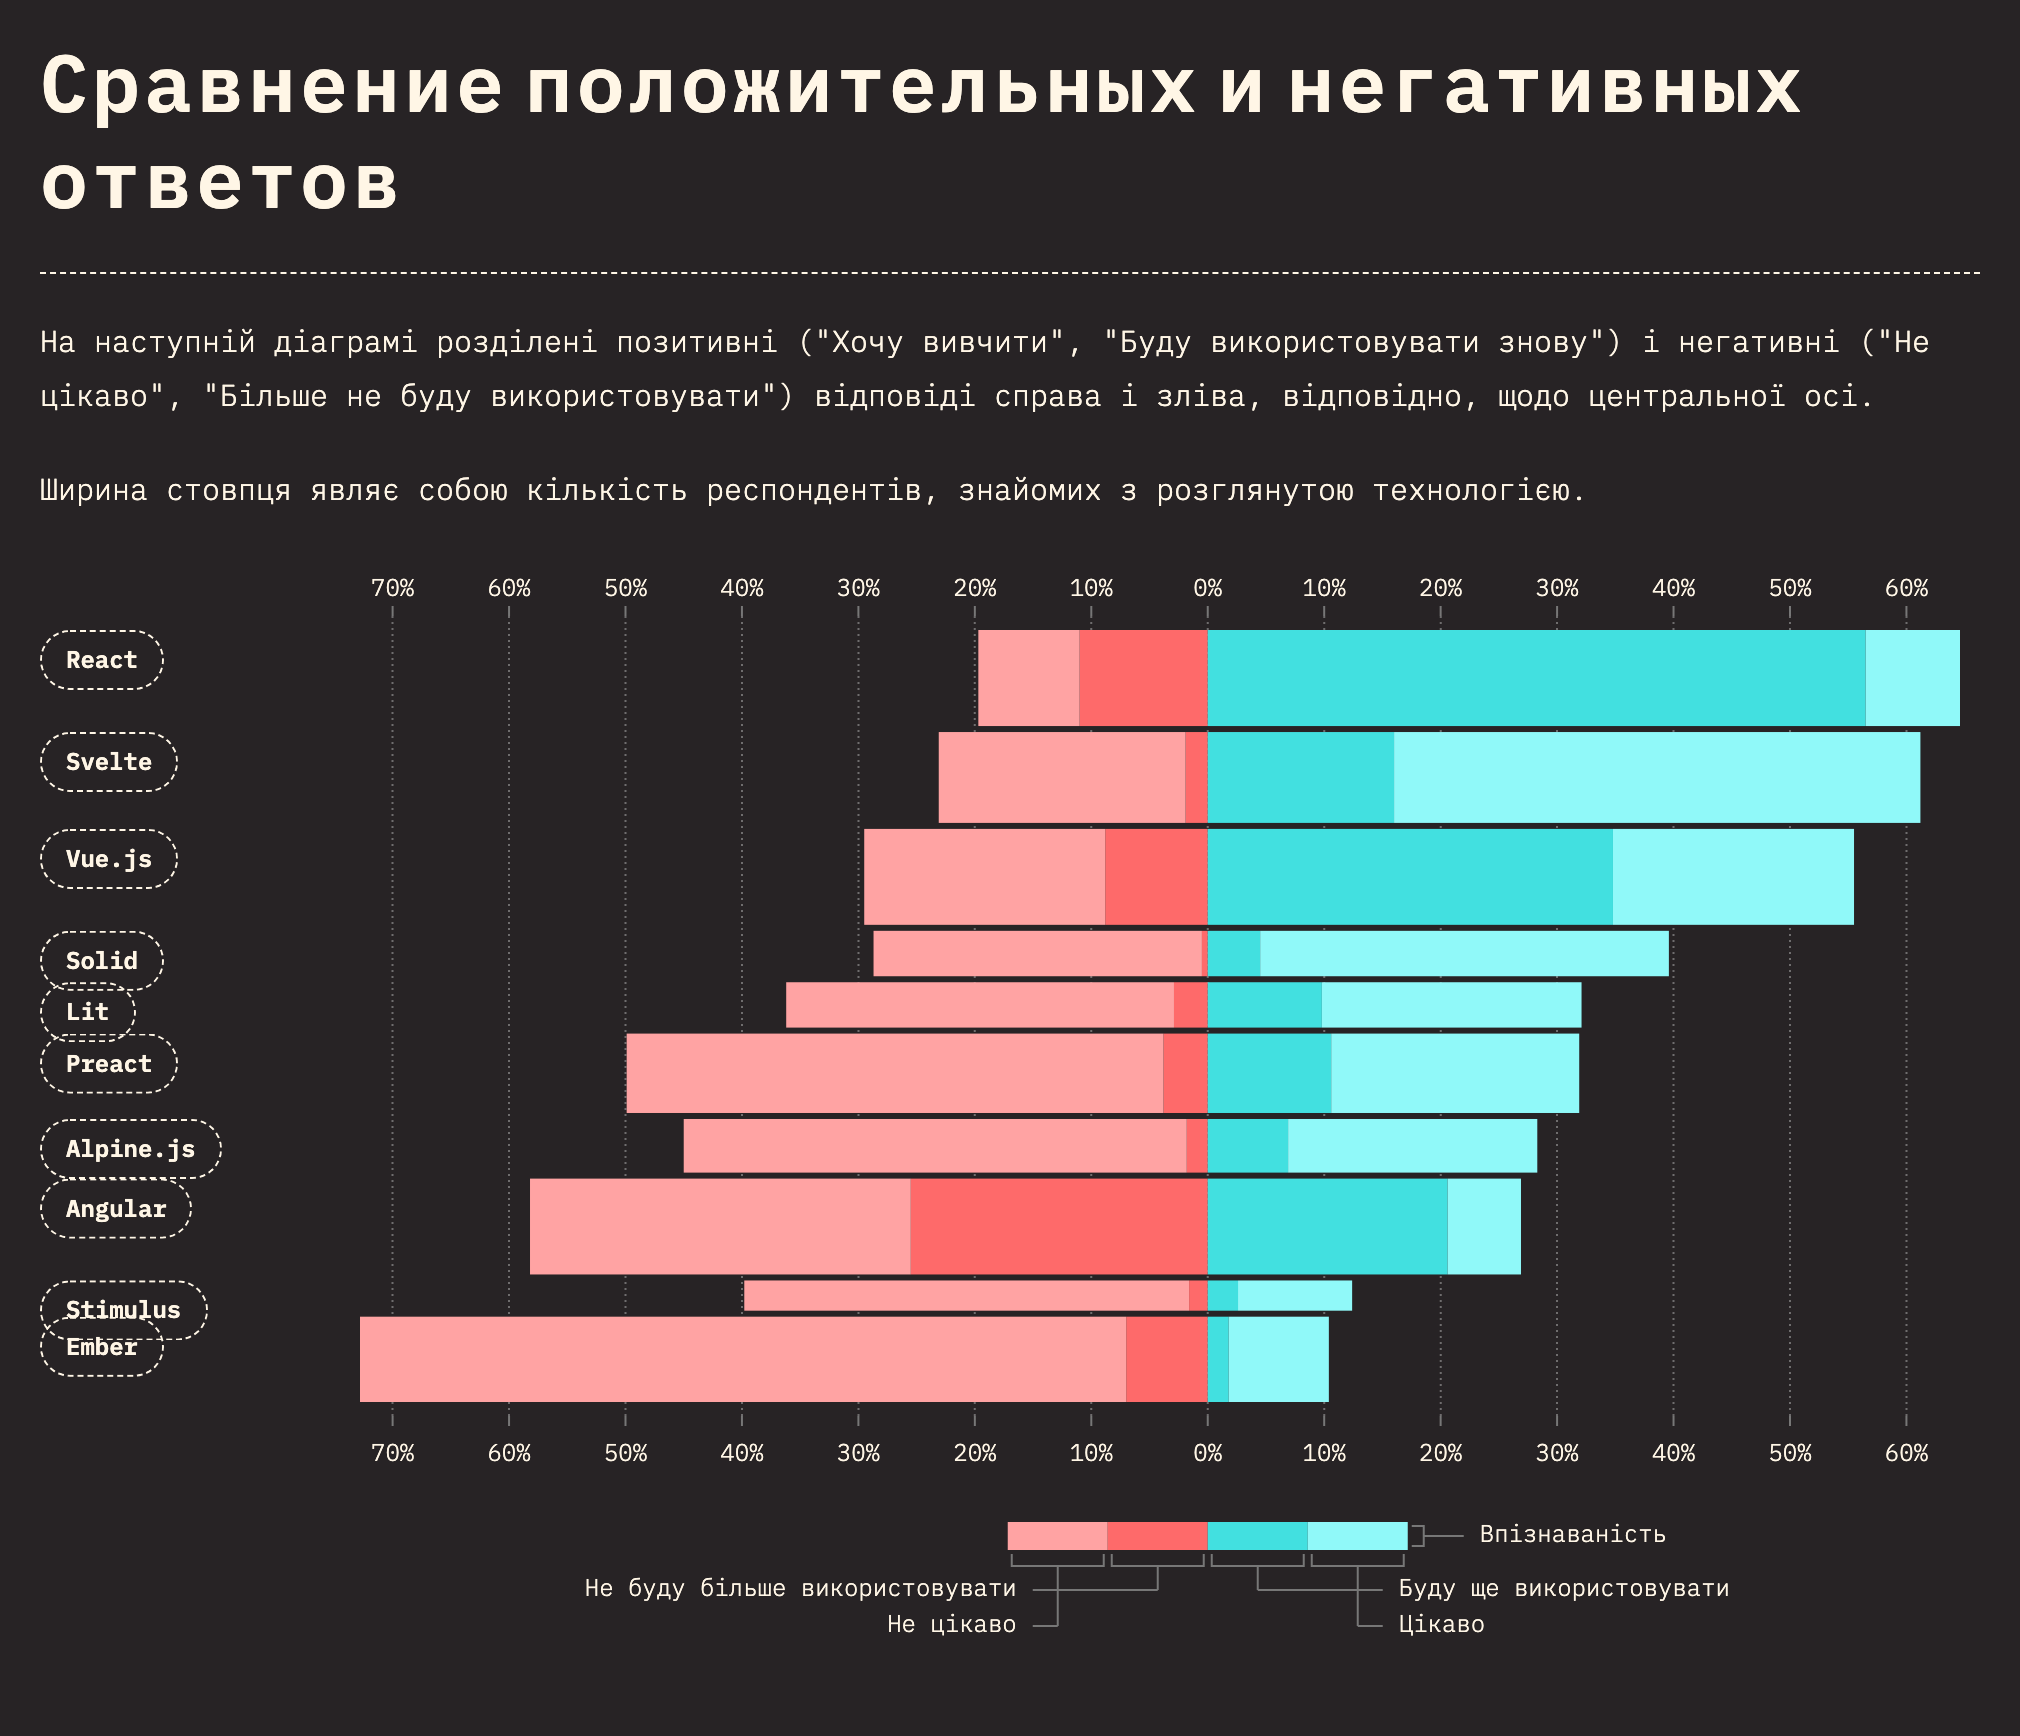 Сравнение положительных и негативных
ответов
На наступній діаграмі розділені позитивні ("Хочу вивчити", "Буду використовувати знову") і негативні ("Не
цікаво", "Більше не буду використовувати") відповіді справа і зліва, відповідно, щодо центральної осі.
Ширина стовпця являє собою кількість респондентів, знайомих з розглянутою технологією.
70% 60% 50% 40% 30% 20% 10% 0% 10% 20% 30% 40% 50% 60%
React
Svelte
Vue.js
Solid
Lit
Preact
Alpine.js
Angular
Stimulus
Ember
70% 60% 50% 40% 30% 20% 10% 0% 10% 20% 30% 40% 50% 60%
Впізнаваність
Не буду більше використовувати Буду ще використовувати
Не цікаво Цікаво